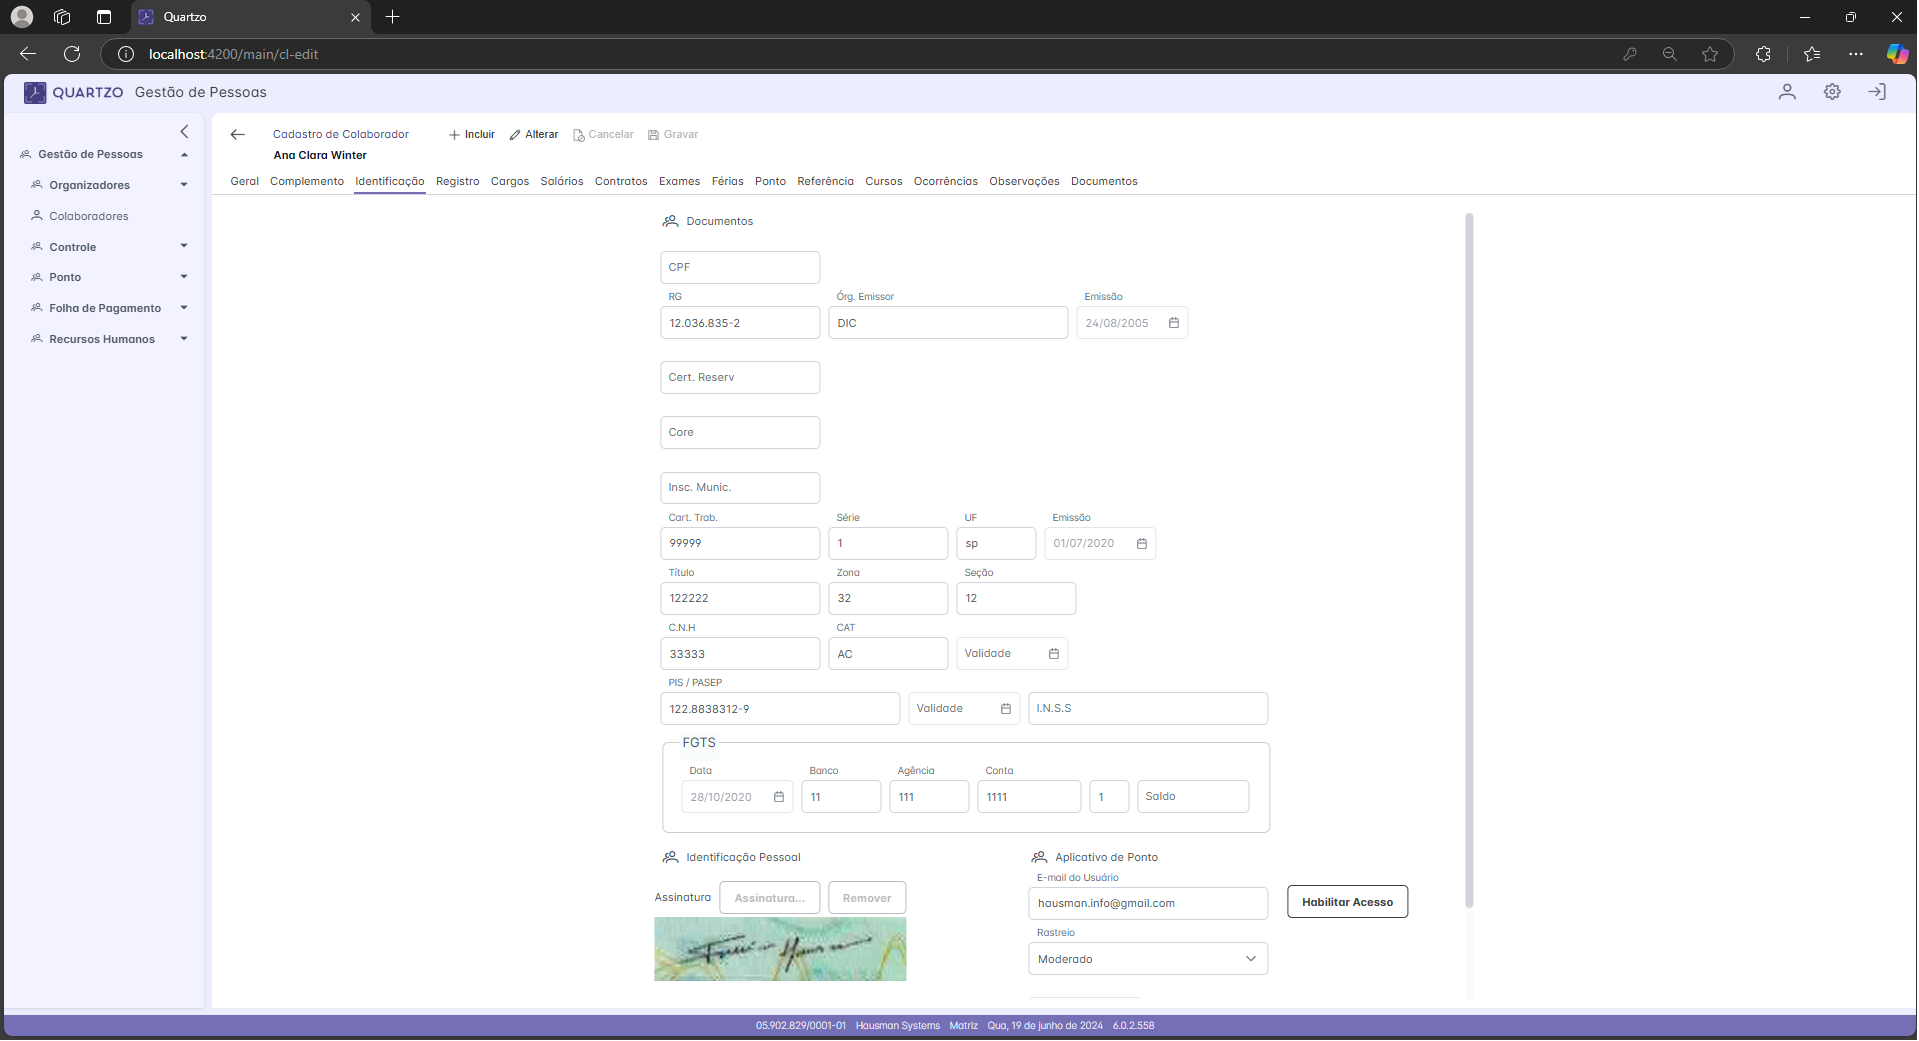 Quartzo
localhost:4200/main/cl-edit
QUARTZO Gestão de Pessoas
Gestão de Pessoas
Organizadores
Colaboradores
Controle
Ponto
Folha de Pagamento
Recursos Humanos
Cadastro de Colaborador Incluir Alterar Cancelar Gravar
Ana Clara Winter
Geral Complemento Identificação Registro Cargos Salários Contratos Exames Férias Ponto Referência Cursos Ocorrências Observações Documentos
Documentos
CPF
RG Órg. Emissor Emissão
12.036.835-2 DIC 24/08/2005
Cert. Reserv
Core
Insc. Munic.
Cart. Trab. Série UF Emissão
99999 1 sp 01/07/2020
Título Zona Seção
122222 32 12
C.N.H CAT
33333 AC Validade
PIS / PASEP
122.8838312-9 Validade I.N.S.S
FGTS
Data Banco Agência Conta
28/10/2020 11 111 1111 1 Saldo
Identificação Pessoal
Assinatura Assinatura... Remover
Aplicativo de Ponto
E-mail do Usuário
hausman.info@gmail.com Habilitar Acesso
Rastreio
Moderado
05.902.829/0001-01 Hausman Systems Matriz Qua, 19 de junho de 2024 6.0.2.558